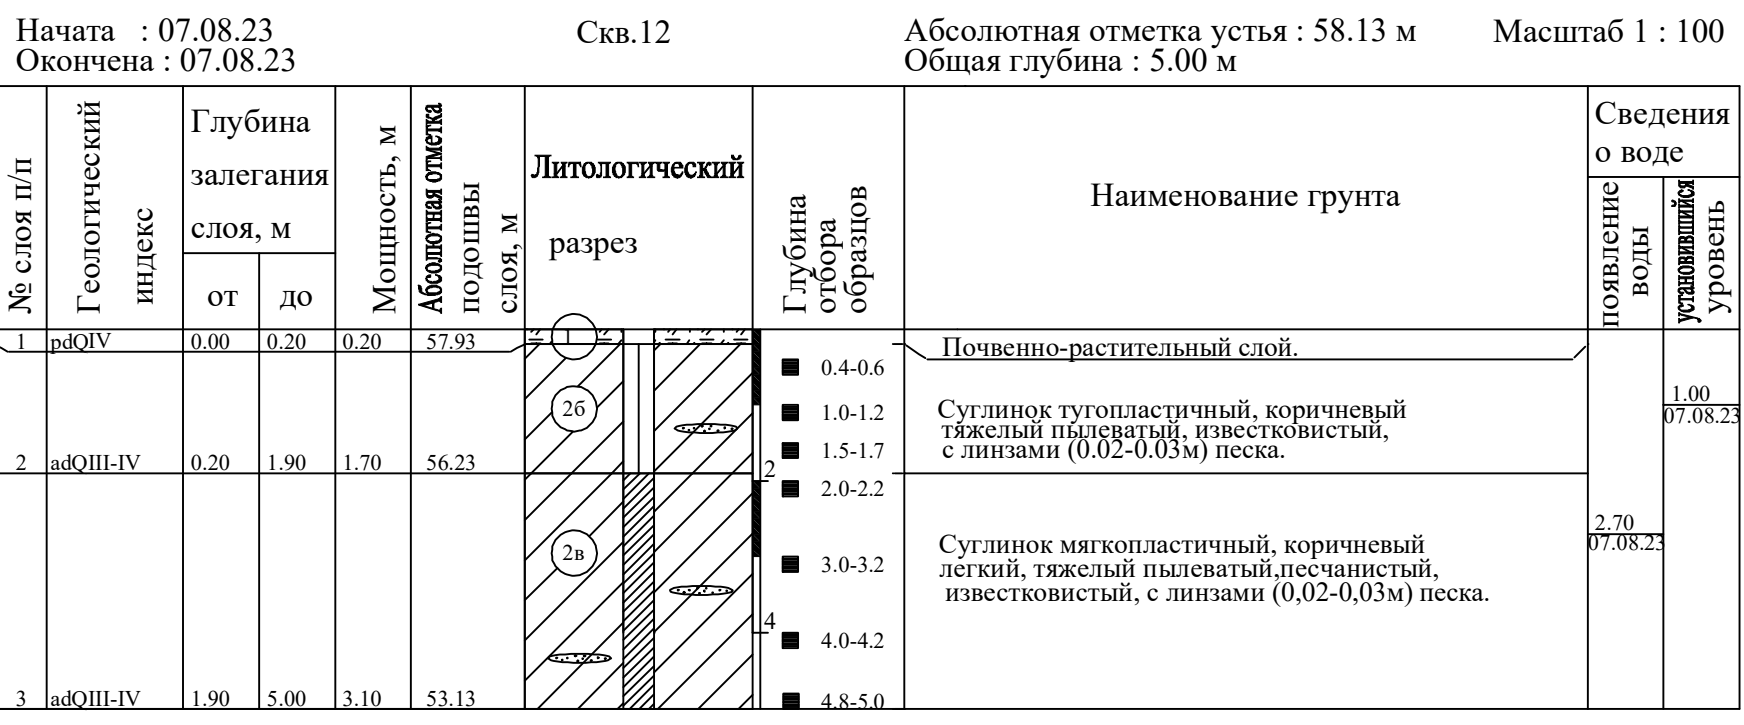 Начата : 07.08.23 Скв.12 Абсолютная отметка устья : 58.13 м Масштаб 1 : 100
Окончена : 07.08.23 Общая глубина : 5.00 м
№ слоя п/п
Геологический
индекс
Глубина
залегания
слоя, м
от до
Мощность, м
Абсолютная отметка
подошвы
слоя, м
Литологический
разрез
Глубина
отбора
образцов
Наименование грунта
Сведения
о воде
появление
воды
установившийся
уровень
1 pdQIV 0.00 0.20 0.20 57.93 Почвенно-растительный слой.
0.4-0.6
1.00
07.08.23
2б
1.0-1.2
Суглинок тугопластичный, коричневый
тяжелый пылеватый, известковистый,
с линзами (0.02-0.03м) песка.
1.5-1.7
2 adQIII-IV 0.20 1.90 1.70 56.23
2
2.0-2.2
2.70
07.08.23
2в
3.0-3.2
Суглинок мягкопластичный, коричневый
легкий, тяжелый пылеватый,песчанистый,
известковистый, с линзами (0,02-0,03м) песка.
4
4.0-4.2
3 adQIII-IV 1.90 5.00 3.10 53.13 4.8-5.0